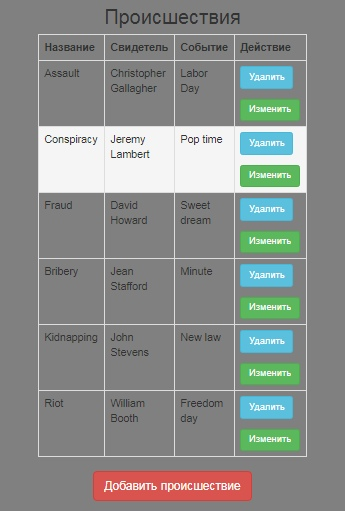 Происшествия
Название Свидетель Событие Действие
Assault Christopher Gallagher Labor Day Удалить Изменить
Conspiracy Jeremy Lambert Pop time Удалить Изменить
Fraud David Howard Sweet dream Удалить Изменить
Bribery Jean Stafford Minute Удалить Изменить
Kidnapping John Stevens New law Удалить Изменить
Riot William Booth Freedom day Удалить Изменить
Добавить происшествие